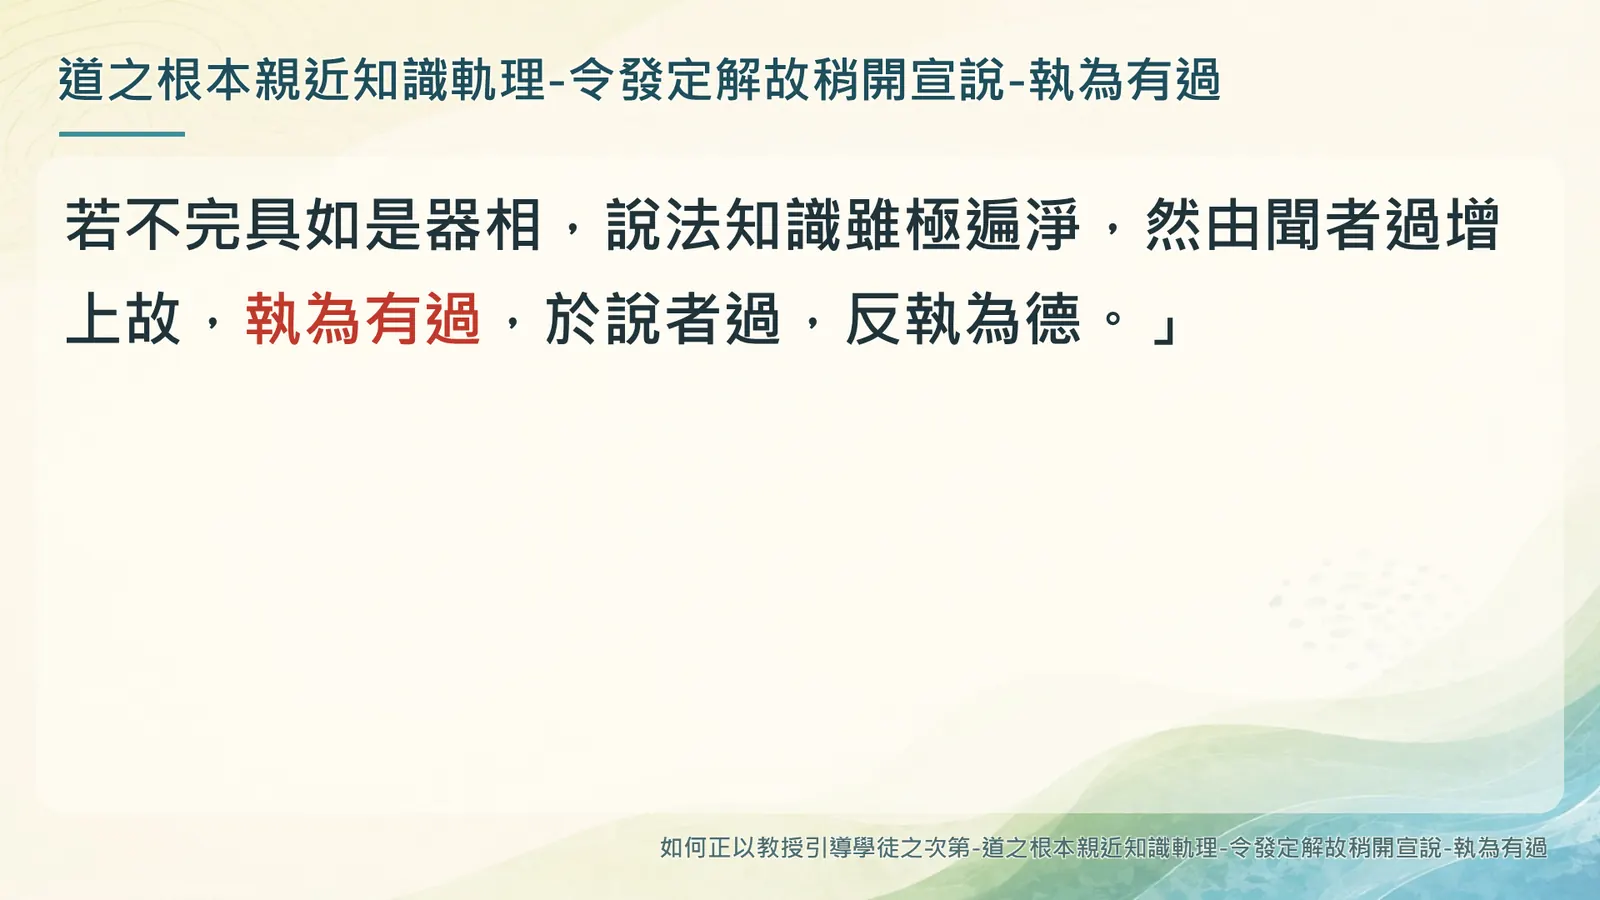 道之根本親近知識軌理-令發定解故稍開宣說-執為有過
若不完具如是器相，說法知識雖極遍淨，然由聞者過增
上故，執為有過，於說者過，反執為德。」
如何正以教授引導學徒之次第-道之根本親近知識軌理-令發定解故稍開宣說-執為有過